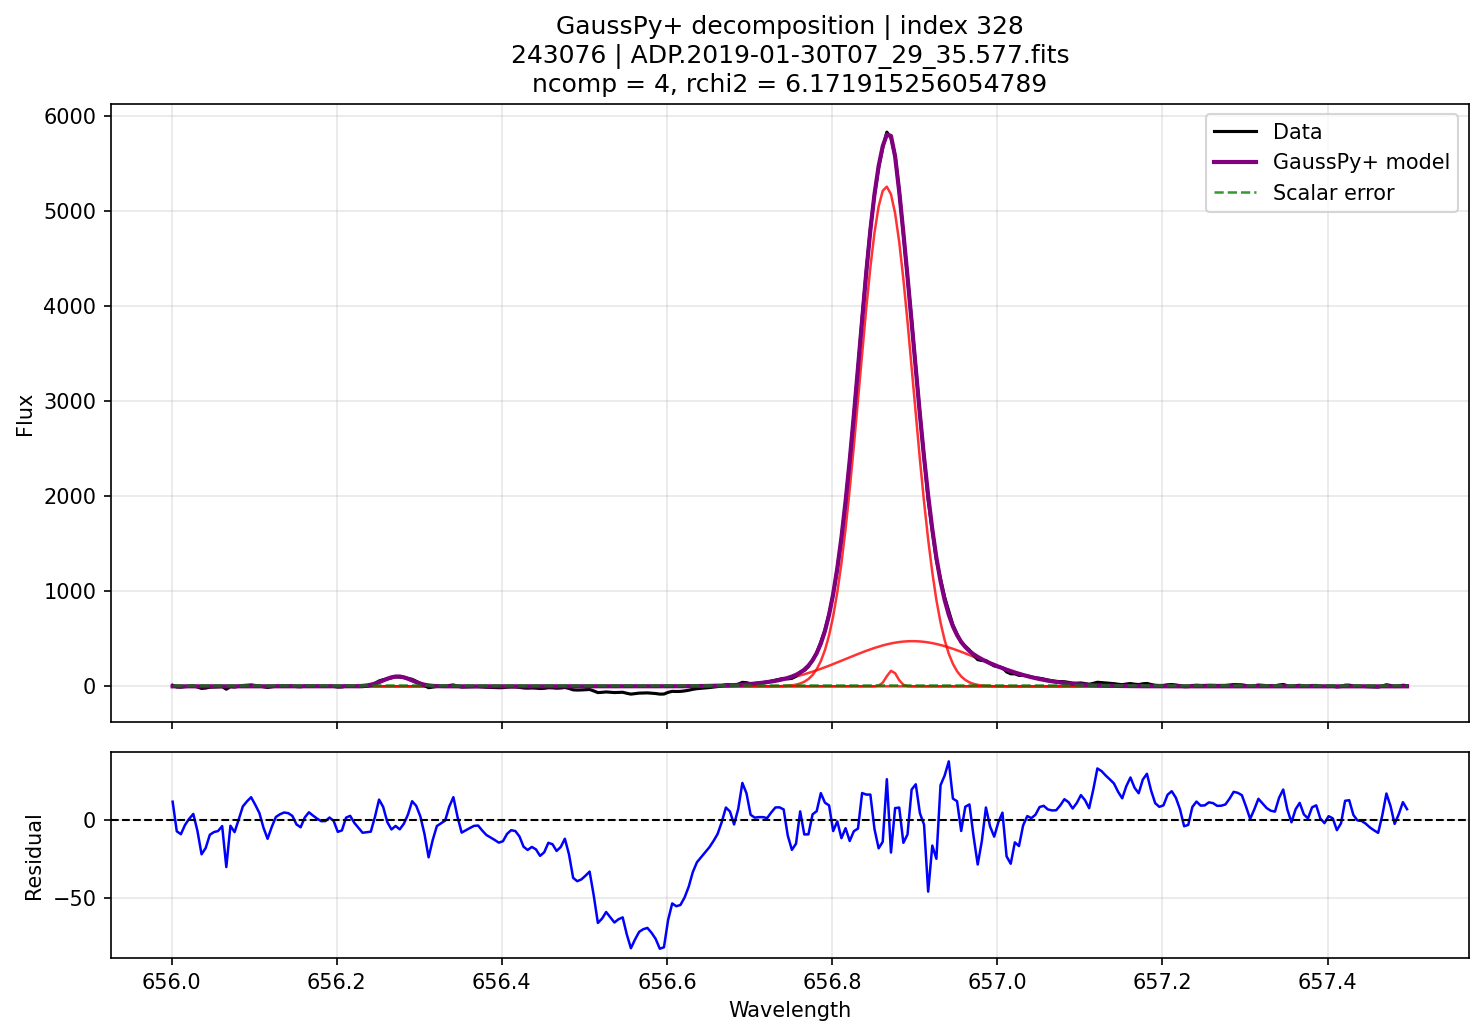 GaussPy+ decomposition | index 328
243076 | ADP.2019-01-30T07_29_35.577.fits
ncomp = 4, rchi2 = 6.171915256054789
Data
GaussPy+ model
Scalar error
Flux
6000
5000
4000
3000
2000
1000
0
Residual
0
−50
656.0 656.2 656.4 656.6 656.8 657.0 657.2 657.4
Wavelength